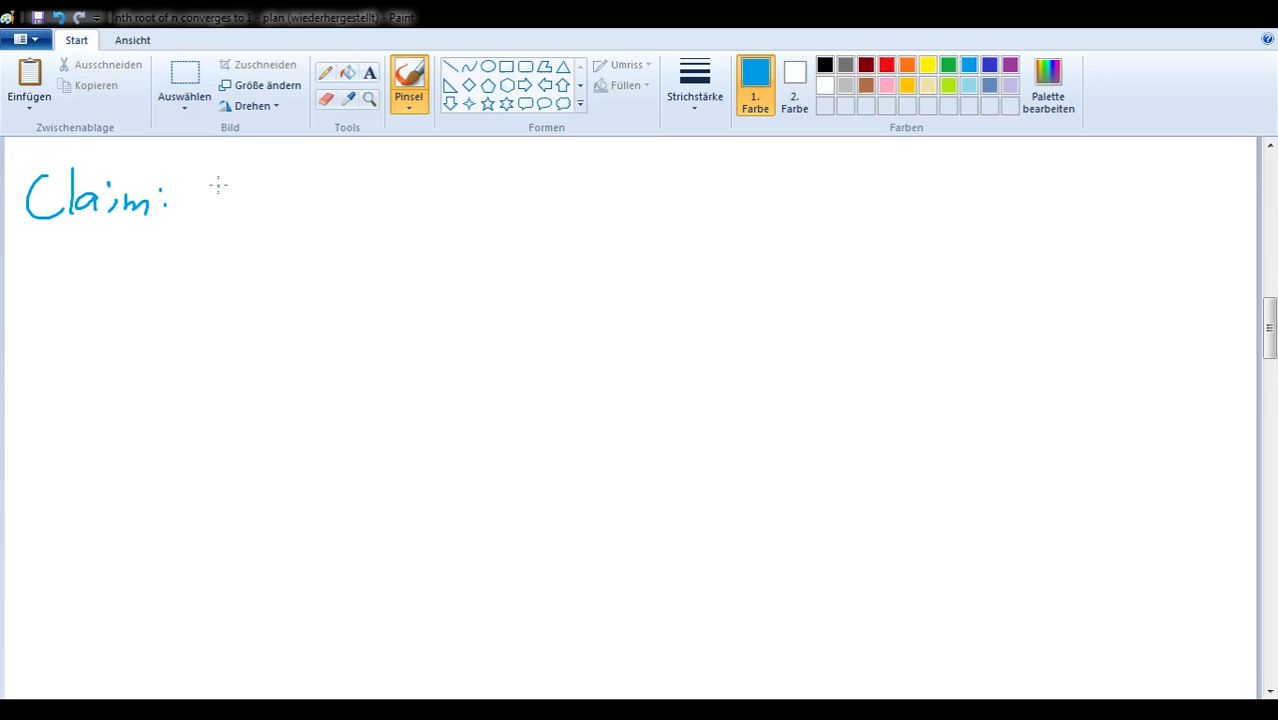 nth root of n converges to 1 - plan (wiederhergestellt) - Paint
Start Ansicht
Einfügen
Ausschneiden
Kopieren
Zwischenablage
Auswählen
Zuschneiden
Größe ändern
Drehen
Bild
A
Tools
Pinsel
Umriss
Füllen
Formen
Strichstärke
1.
Farbe
2.
Farbe
Palette
bearbeiten
Farben
Claim: